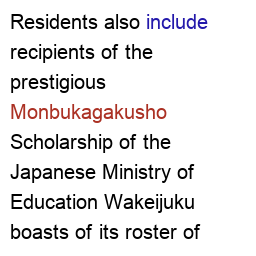 Residents also include
recipients of the
prestigious
Monbukagakusho
Scholarship of the
Japanese Ministry of
Education Wakeijuku
boasts of its roster of